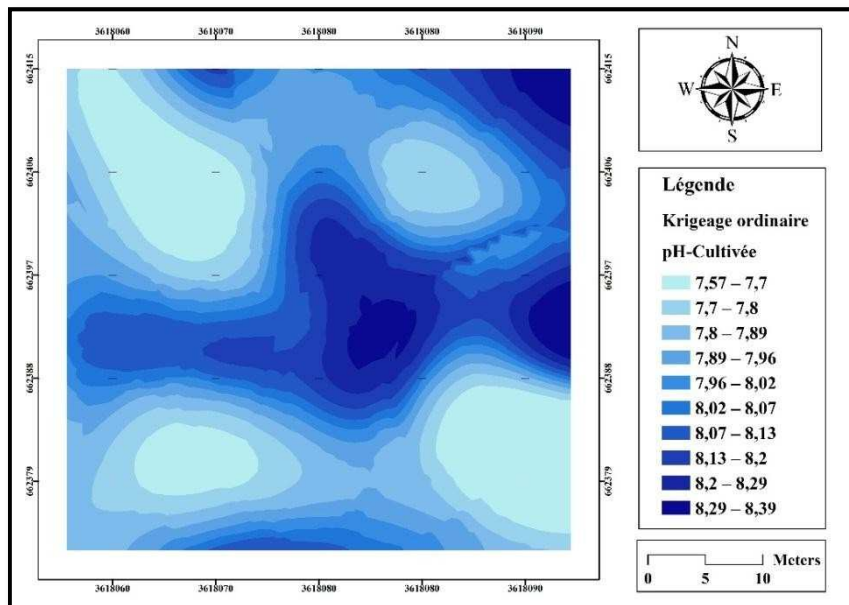 3618060 3618070 3618080 3618080 3618090
662415
662406
662397
662388
662379
662415
662406
662397
662388
662379
3618060 3618070 3618080 3618080 3618090
N
W E
S
Légende
Krigeage ordinaire
pH-Cultivée
7,57 – 7,7
7,7 – 7,8
7,8 – 7,89
7,89 – 7,96
7,96 – 8,02
8,02 – 8,07
8,07 – 8,13
8,13 – 8,2
8,2 – 8,29
8,29 – 8,39
Meters
0 5 10